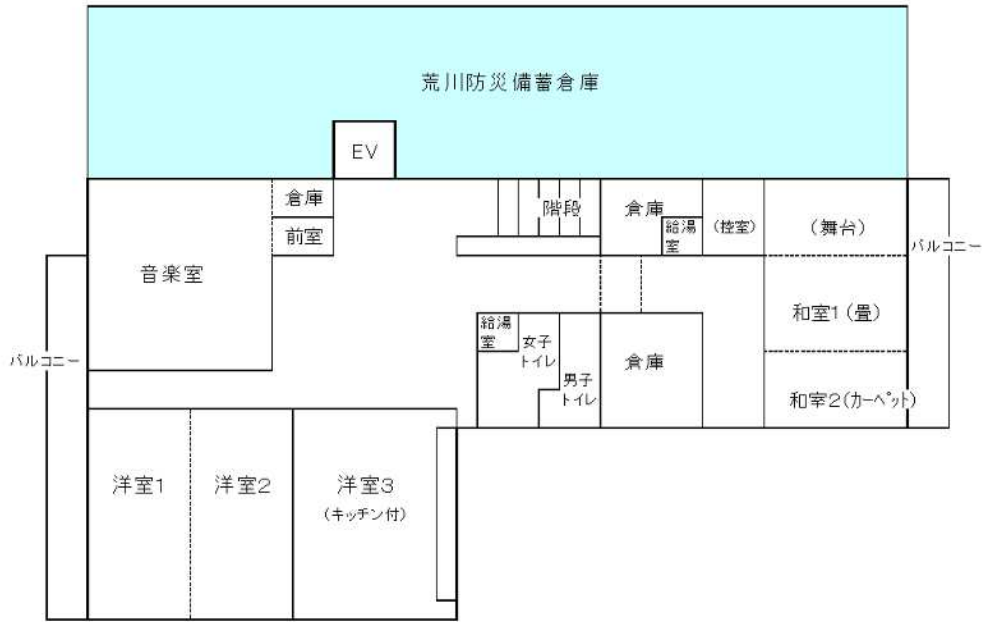 荒川防災備蓄倉庫
EV
倉庫
前室
階段
倉庫
給湯
室
(控室)
(舞台)
バルコニー
音楽室
和室1(畳)
バルコニー
給湯
室
女子
トイレ
男子
トイレ
倉庫
和室2(カーペット)
洋室1
洋室2
洋室3
(キッチン付)